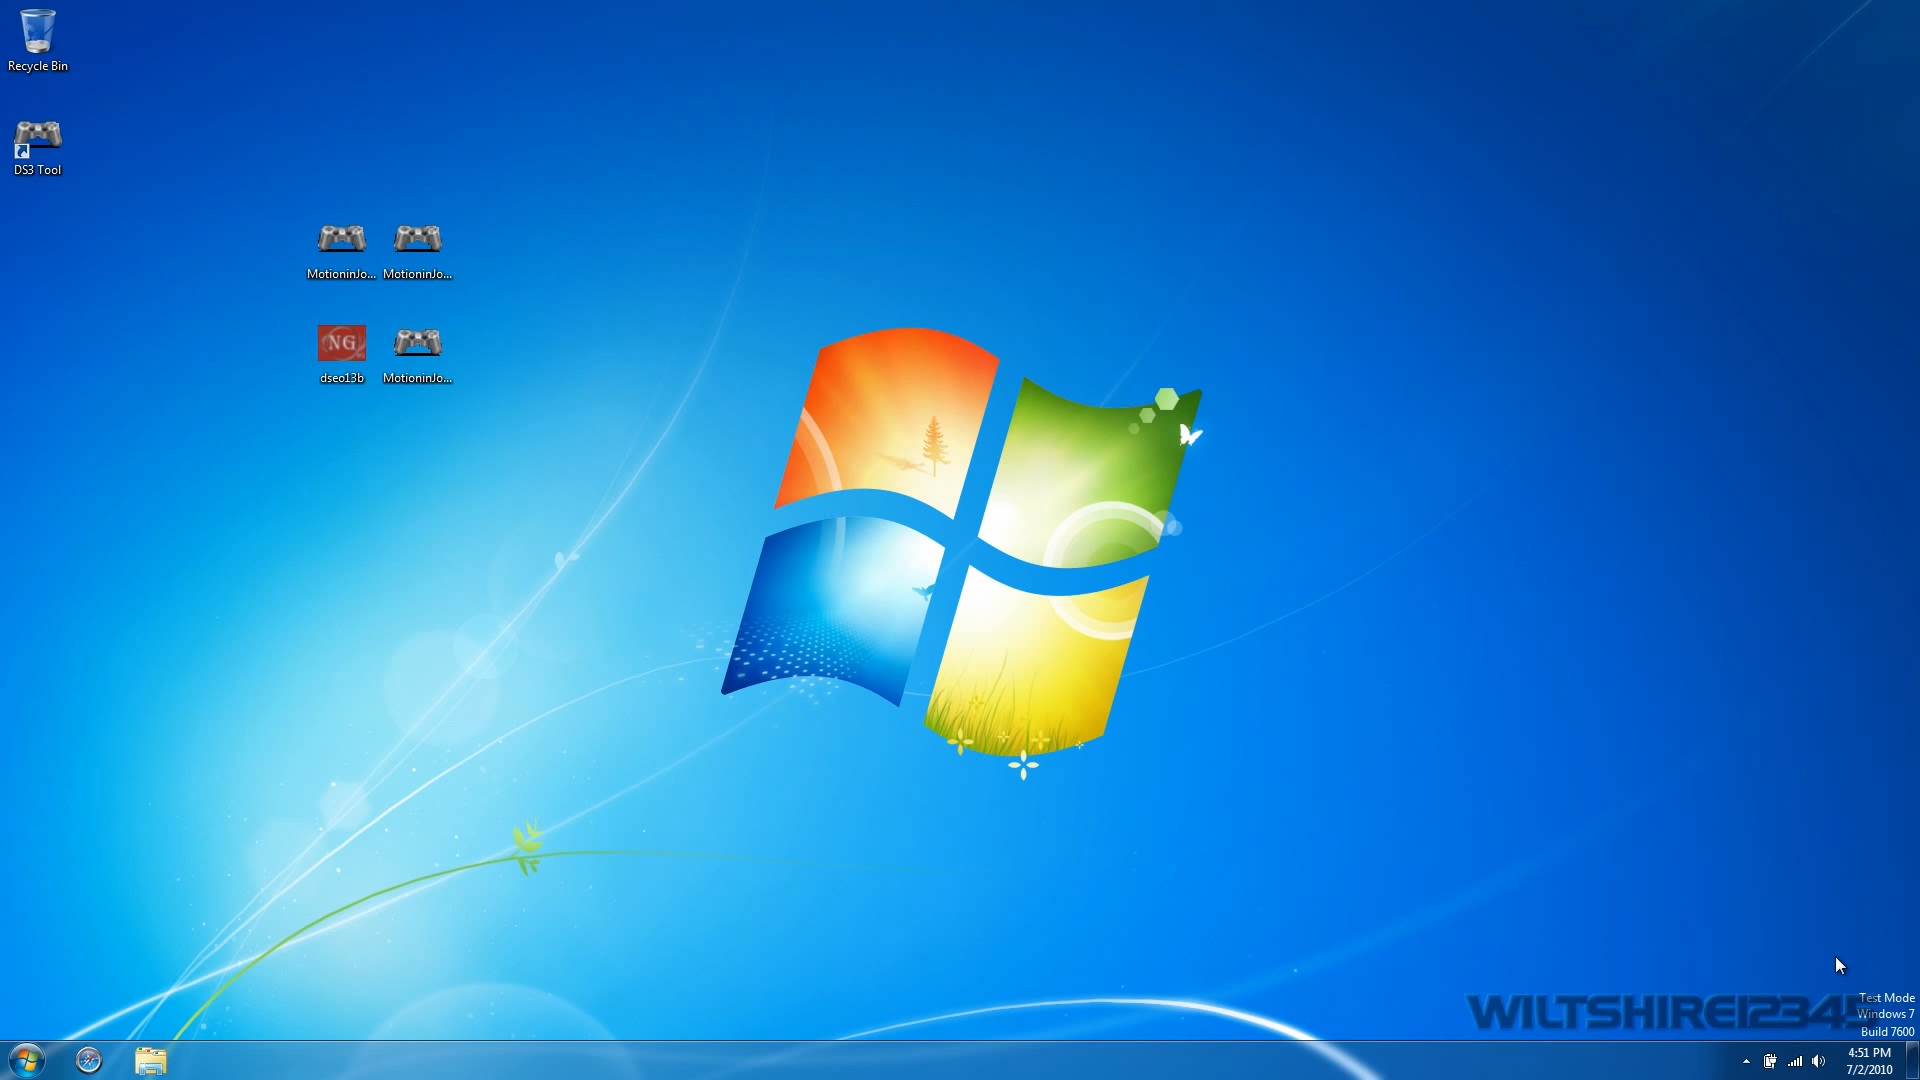 Recycle Bin
DS3 Tool
MotioninJo...
MotioninJo...
NG
dseo13b
MotioninJo...
WILTSHIRE12345
Test Mode
Windows 7
Build 7600
4:51 PM
7/2/2010